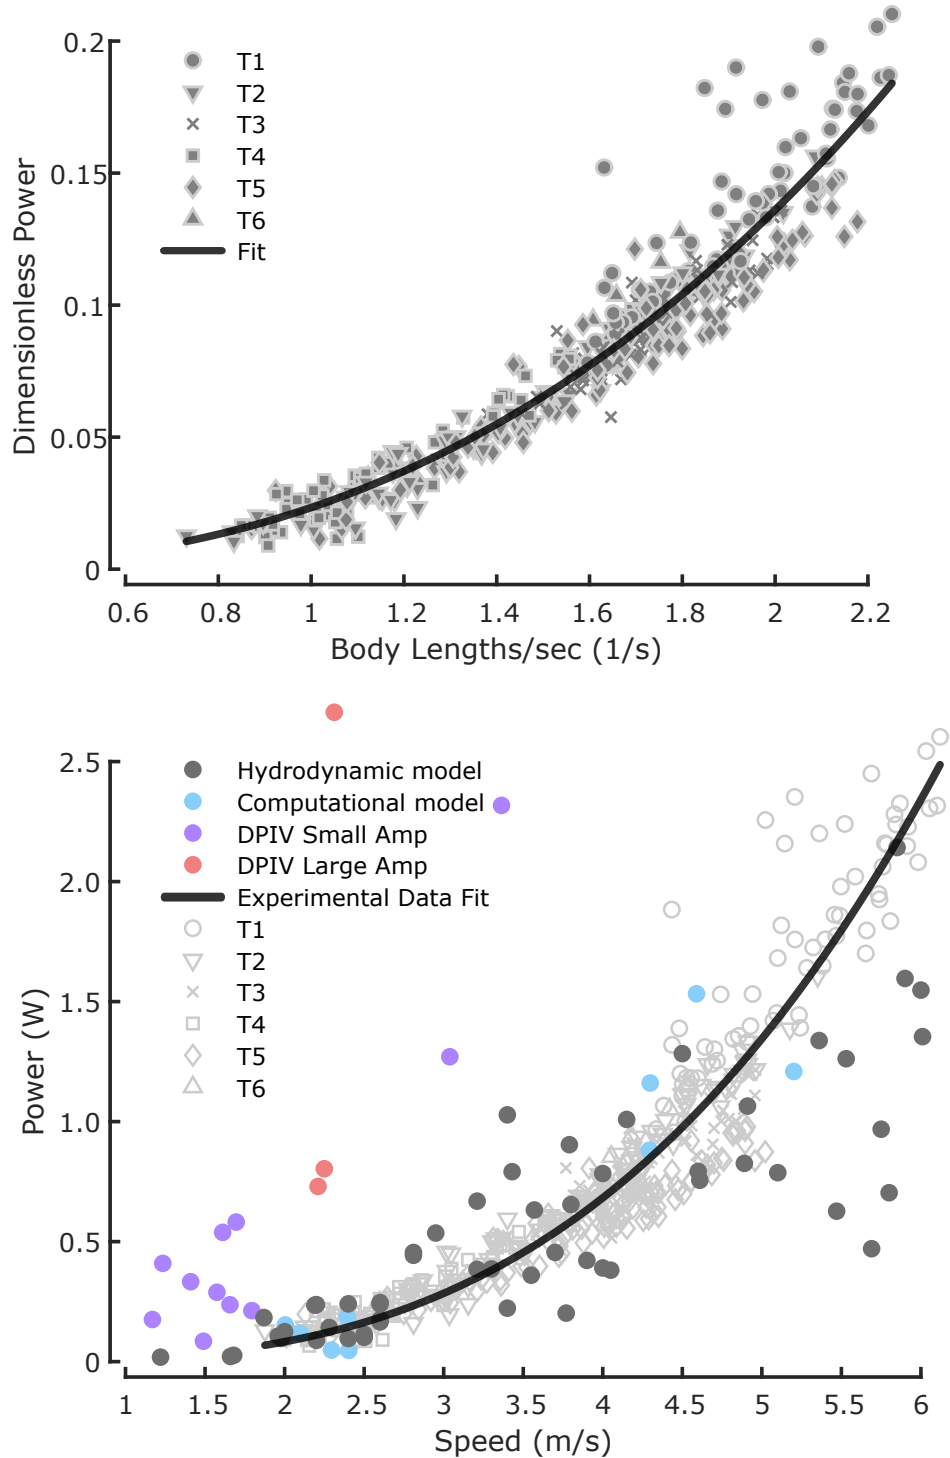 0.2
0.15
0.1
0.05
0
Dimensionless Power
T1
T2
T3
T4
T5
T6
Fit
0.6 0.8 1 1.2 1.4 1.6 1.8 2 2.2
Body Lengths/sec (1/s)
2.5
2.0
1.5
1.0
0.5
0
Power (W)
Hydrodynamic model
Computational model
DPIV Small Amp
DPIV Large Amp
Experimental Data Fit
T1
T2
T3
T4
T5
T6
1 1.5 2 2.5 3 3.5 4 4.5 5 5.5 6
Speed (m/s)